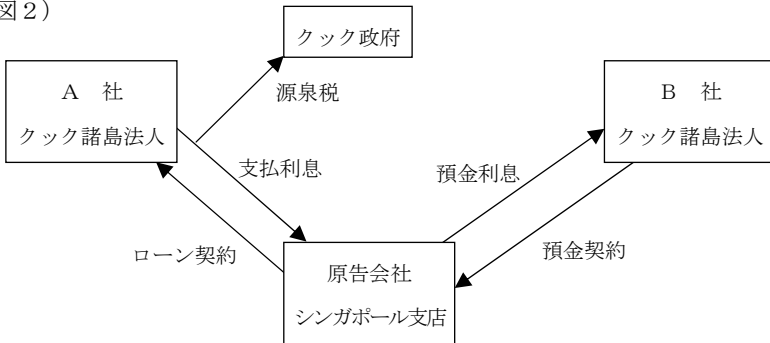 図２）
クック政府
Ａ　社
クック諸島法人
源泉税
Ｂ　社
クック諸島法人
支払利息
預金利息
ローン契約
預金契約
原告会社
シンガポール支店